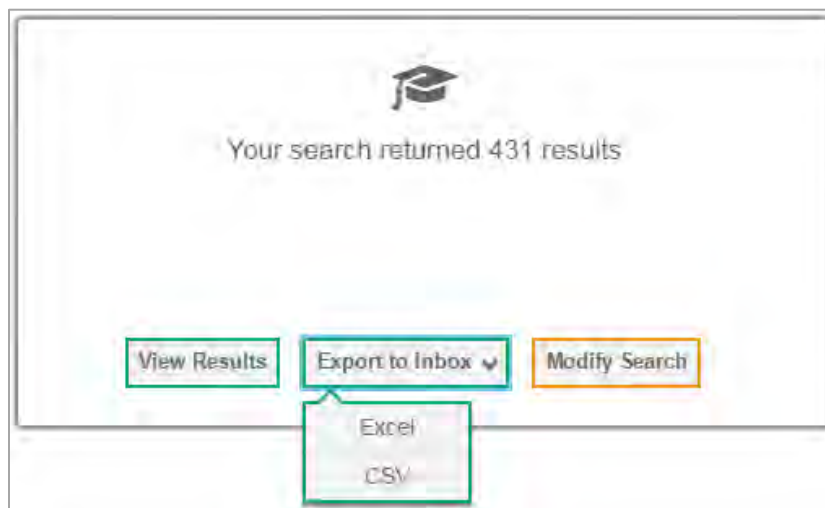 Your search returned 431 results
View Results
Export to Inbox
Modify Search
Excel
CSV